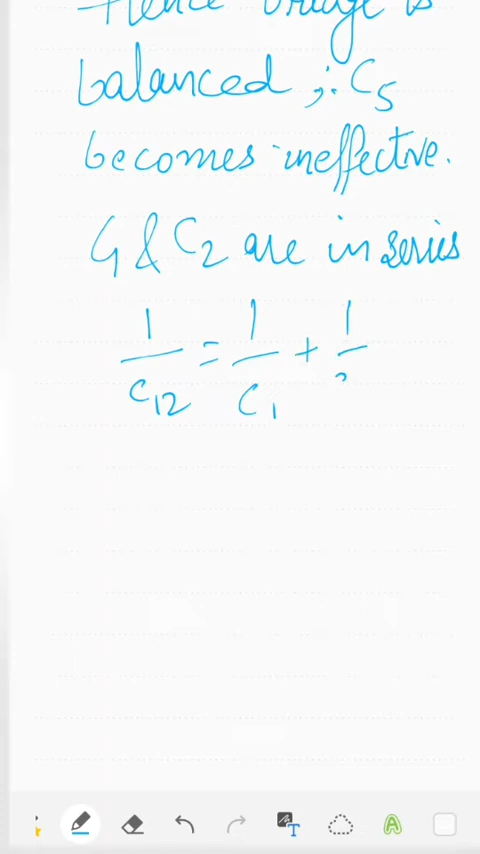 Hence bridge is
balanced, ∴ C5
becomes ineffective.
C1 & C2 are in series
1/C12 = 1/C1 + 1/